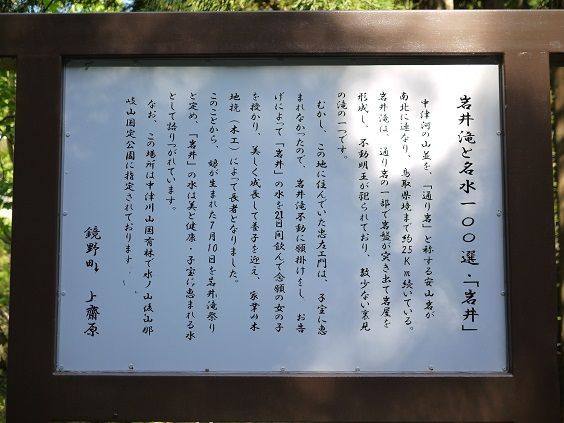 岩井滝と名水一〇〇選・「岩井」
中津河の山並を、「通り岩」と称する安山岩が
南北に連なり、鳥取県境まで約25Km続いている。
岩井滝は、通り岩の一部で岩盤が突き出て岩屋を
形成し、不動明王が祀られており、数少ない裏見
の滝の一つです。
むかし、この地に住んでいた忠左エ門は、子宝に恵
まれなかったので、岩井滝不動に願掛けをし、お告
げによって「岩井」の水を21日間飲んで念願の女の子
を授かり、美しく成長して養子を迎え、家業の木
地挽(木工)によって長者となりました。
このことから、娘が生まれた7月10日を岩井滝祭り
と定め、「岩井」の水は美と健康・子宝に恵まれる水
として語りつがれています。
なお、この場所は中津川山国有林で氷ノ山後山那
岐山国定公園に指定されております。
鏡野町 上齋原